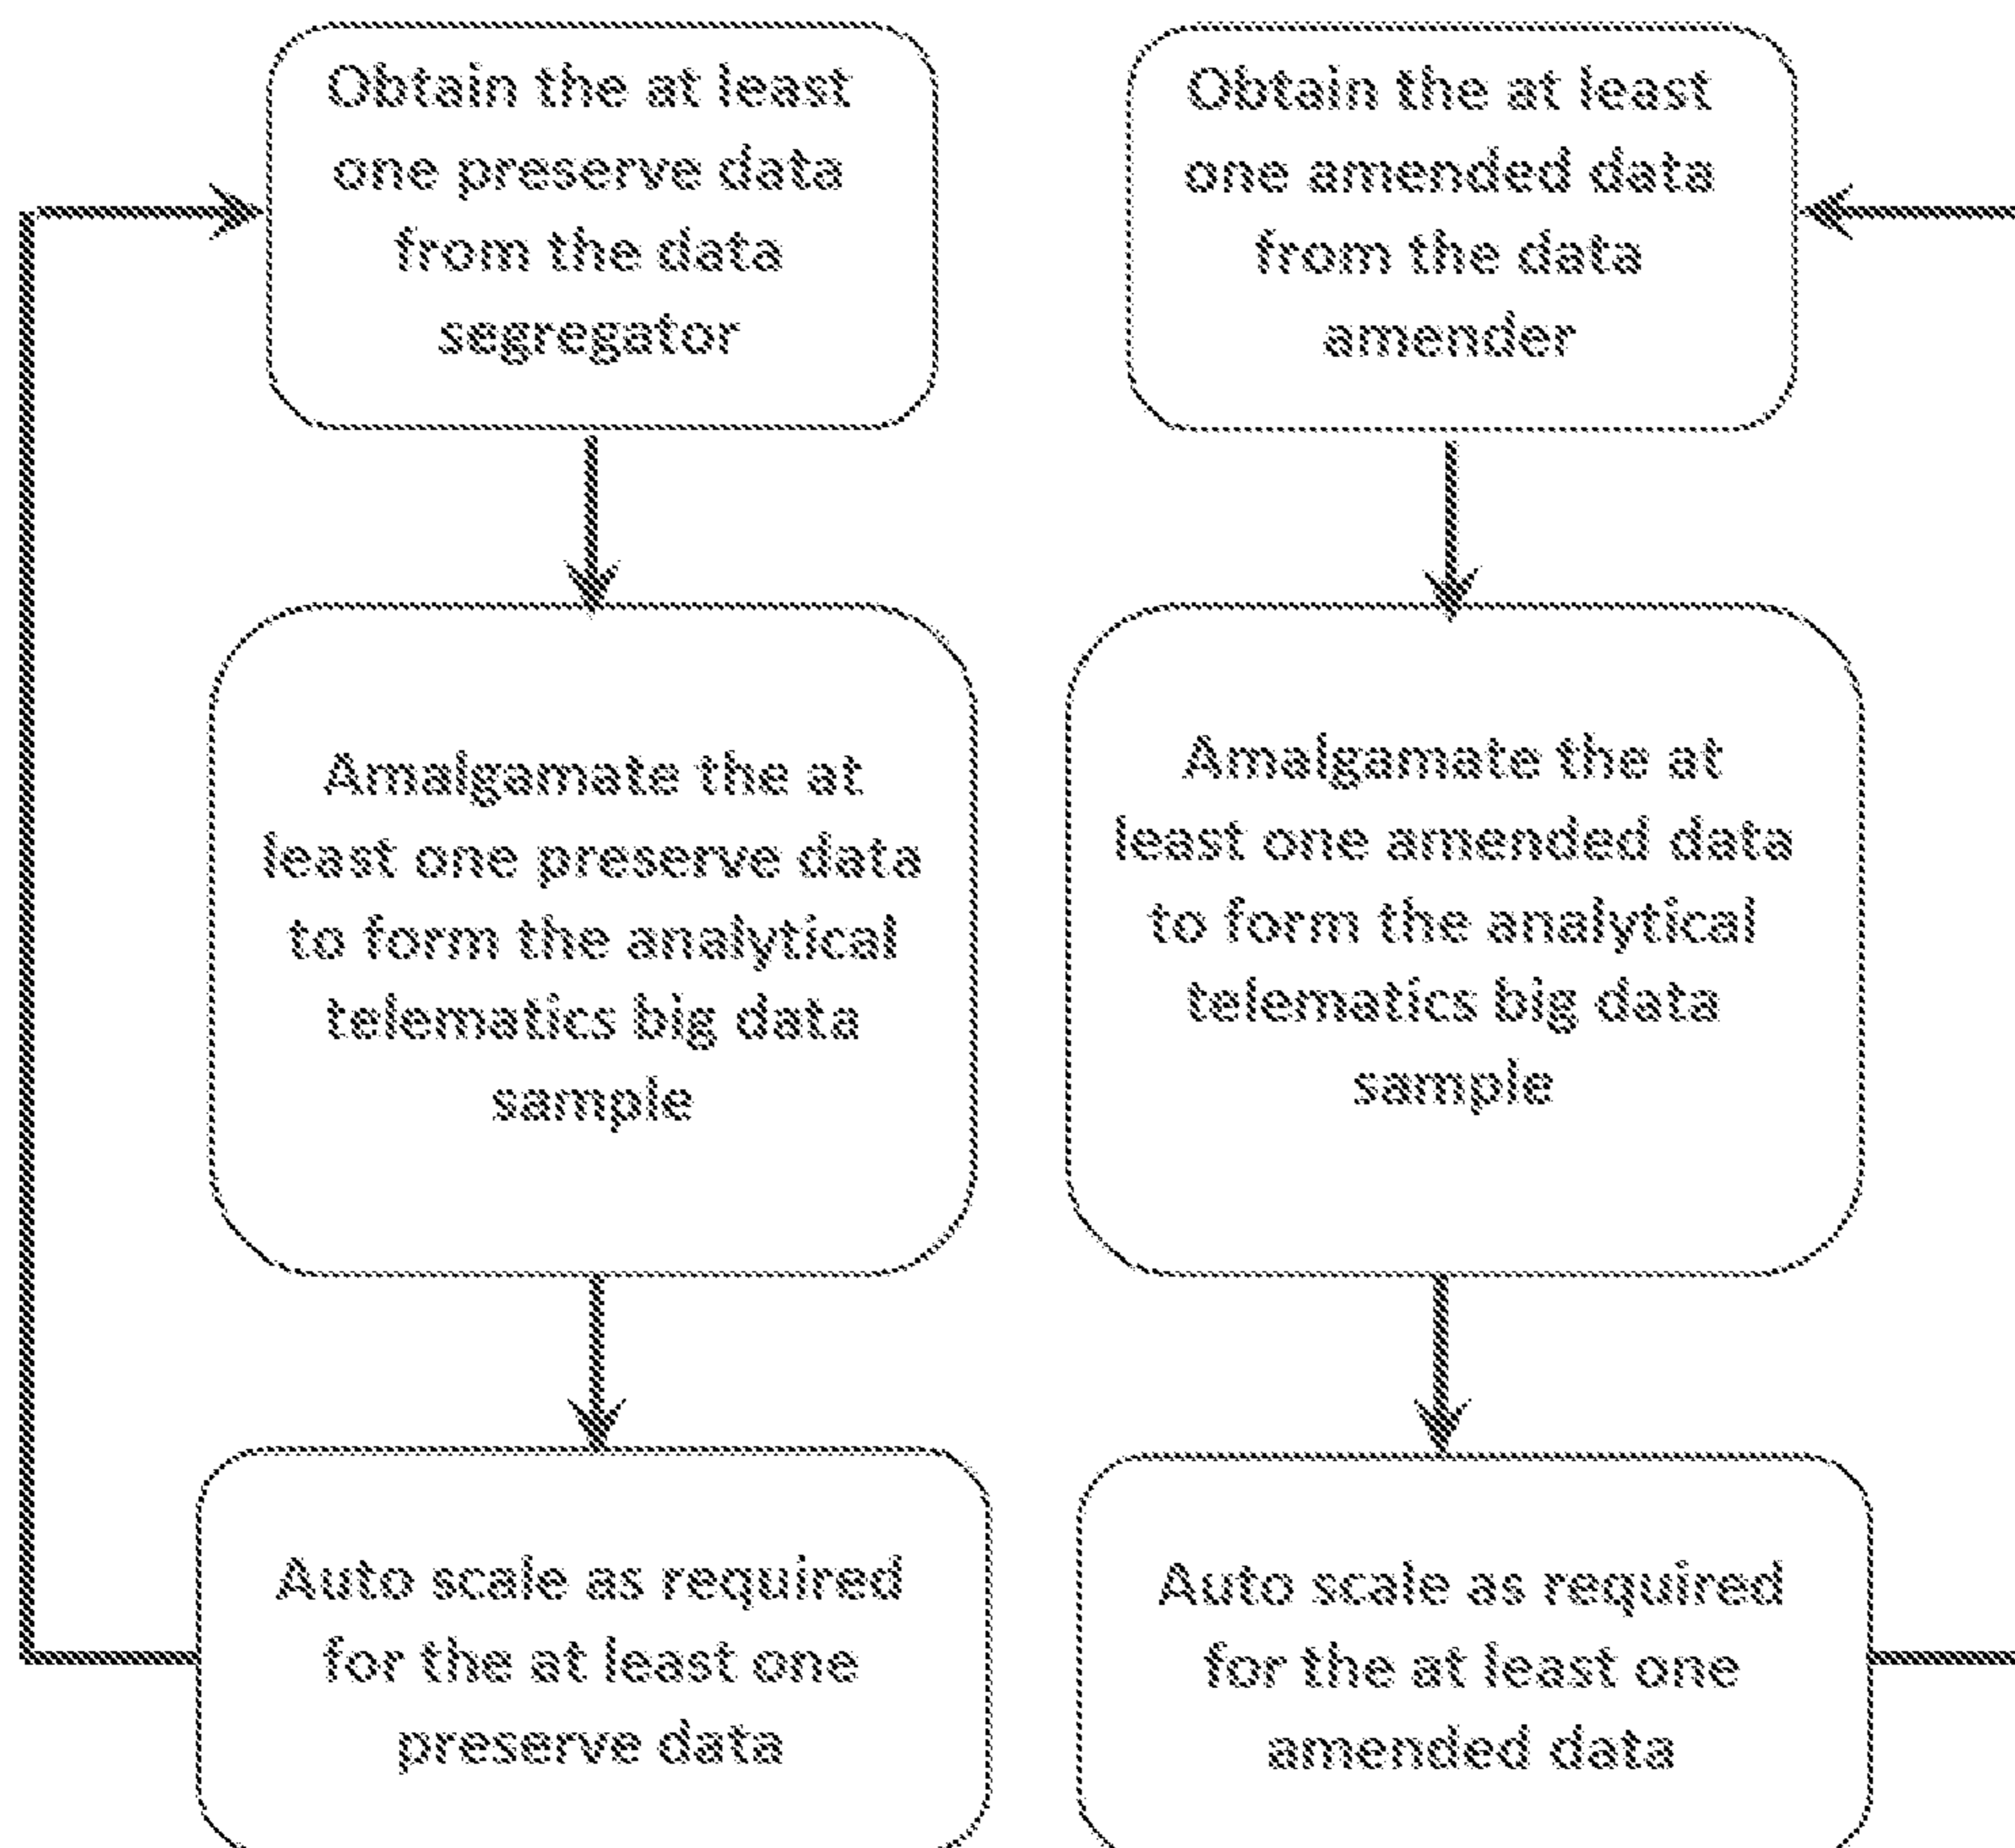 Obtain the at least
one preserve data
from the data
segregator
Amalgamate the at
least one preserve data
to form the analytical
telematics big data
sample
Auto scale as required
for the at least one
preserve data
Obtain the at least
one amended data
from the data
amender
Amalgamate the at
least one amended data
to form the analytical
telematics big data
sample
Auto scale as required
for the at least one
amended data